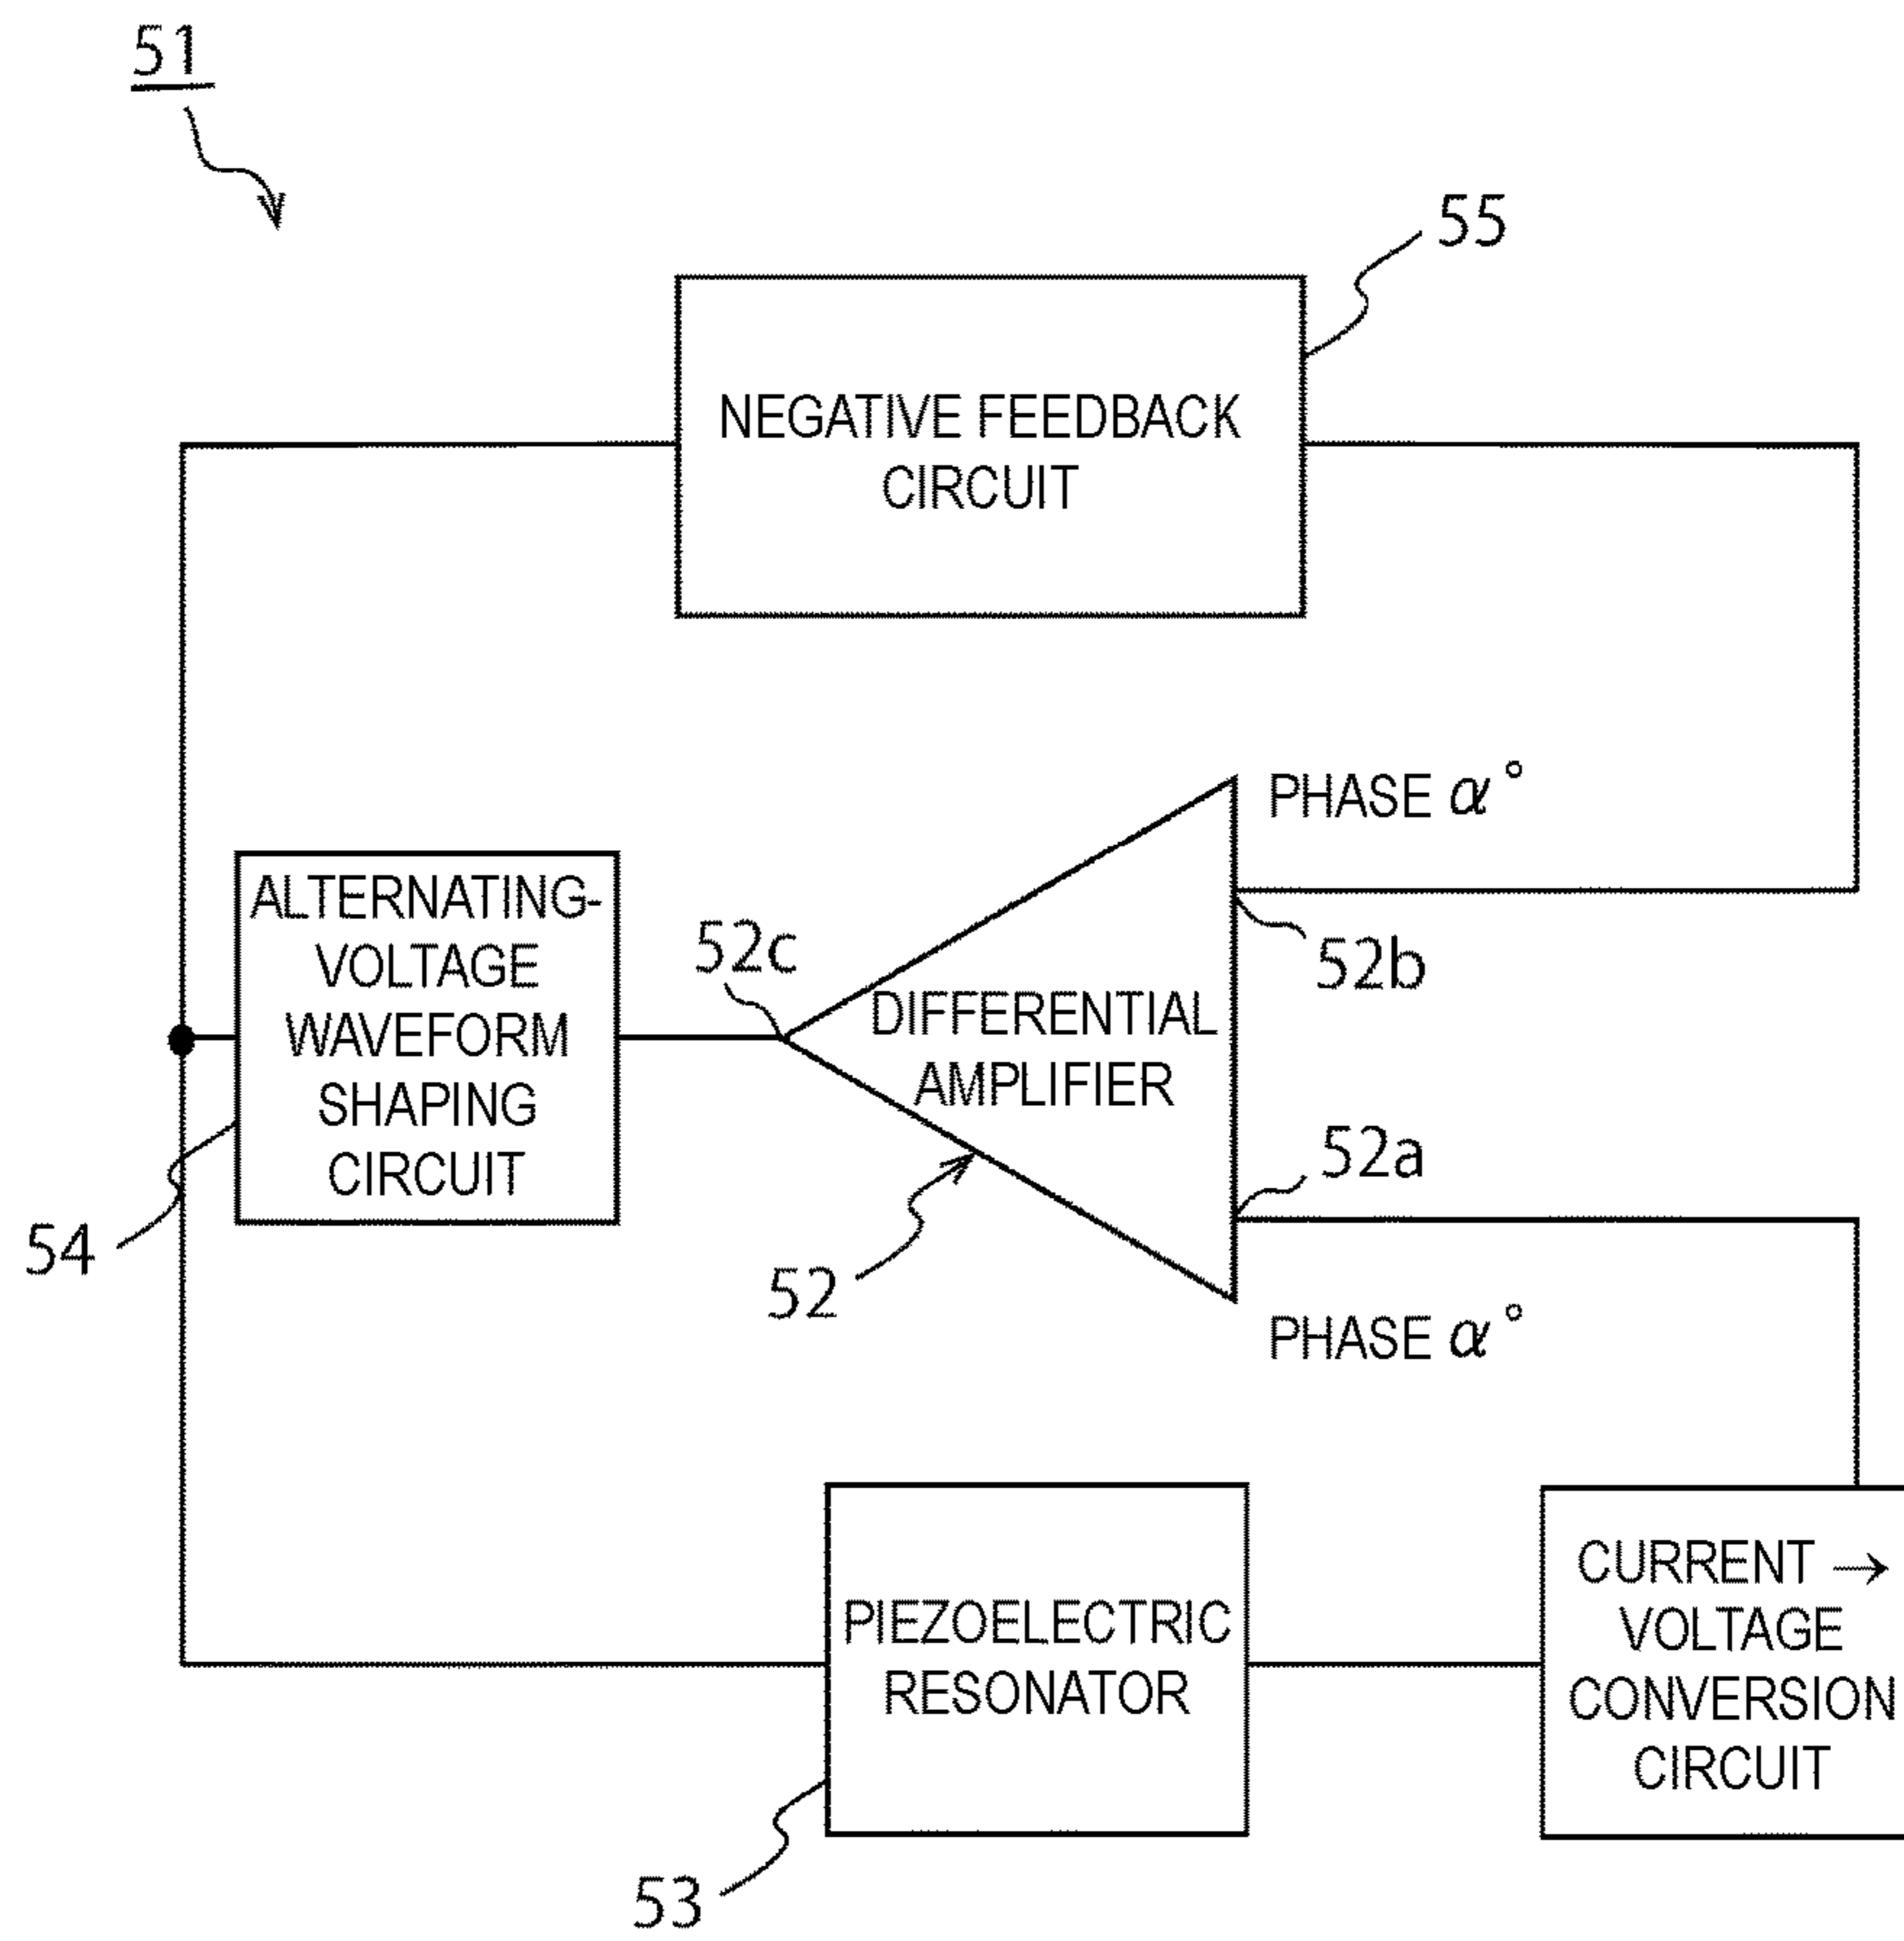 51
55
NEGATIVE FEEDBACK
CIRCUIT
PHASE α°
ALTERNATING-
VOLTAGE
WAVEFORM
SHAPING
CIRCUIT
52c
52b
DIFFERENTIAL
AMPLIFIER
52a
54
52
PHASE α°
PIEZOELECTRIC
RESONATOR
CURRENT →
VOLTAGE
CONVERSION
CIRCUIT
53